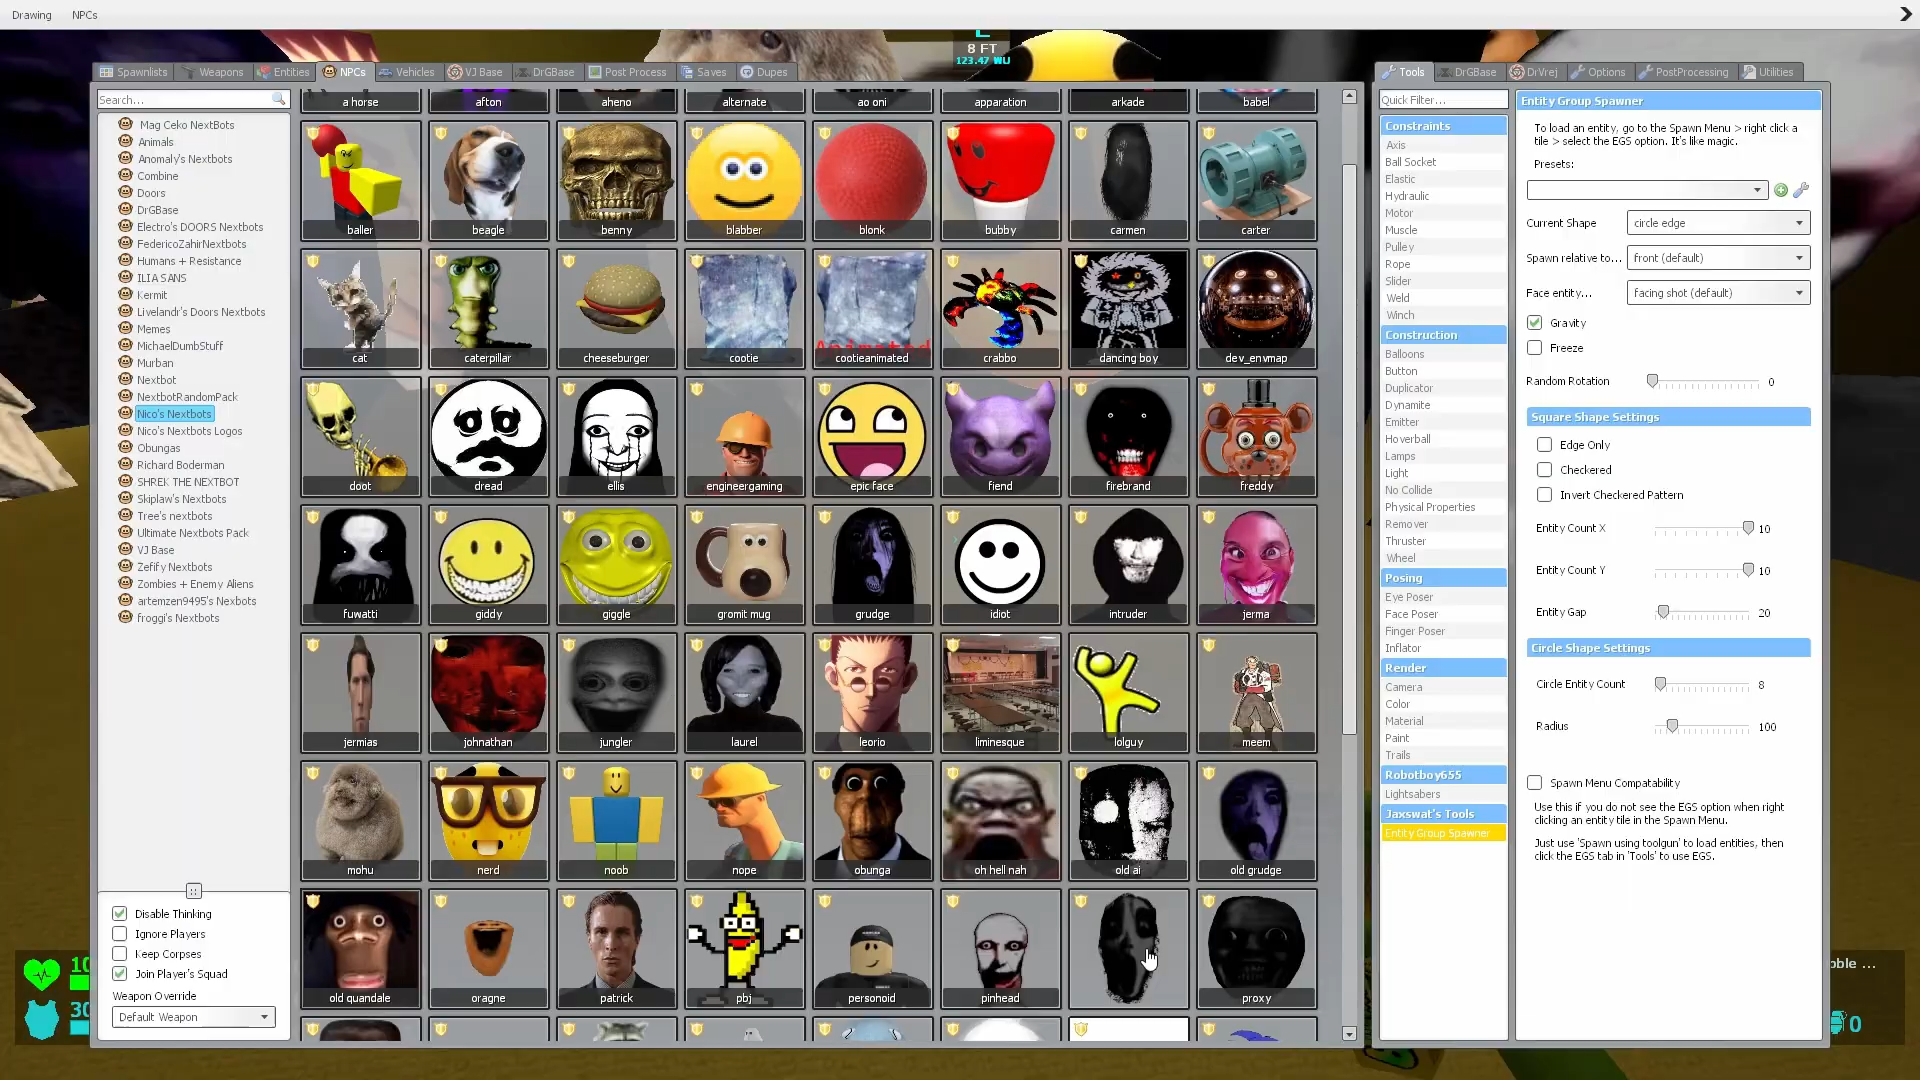 Drawing NPCs
8 FT
123.47 WU
Spawnlists Weapons Entities NPCs Vehicles VJ Base DrGBase Post Process Saves Dupes
Tools DrGBase DrVrej Options PostProcessing Utilities
Search...
Mag Ceko NextBots
Animals
Anomaly's Nextbots
Combine
Doors
DrGBase
Electro's DOORS Nextbots
FedericoZahirNextbots
Humans + Resistance
ILIA SANS
Kermit
Livelandr's Doors Nextbots
Memes
MichaelDumbStuff
Murban
Nextbot
NextbotRandomPack
Nico's Nextbots
Nico's Nextbots Logos
Obungas
Richard Boderman
SHREK THE NEXTBOT
Skiplaw's Nextbots
Tree's nextbots
Ultimate Nextbots Pack
VJ Base
Zefify Nextbots
Zombies + Enemy Aliens
artemzen9495's Nexbots
froggi's Nextbots
Disable Thinking
Ignore Players
Keep Corpses
Join Player's Squad
Weapon Override
Default Weapon
a horse afton aheno alternate ao oni apparation arkade babel
baller beagle benny blabber blonk bubby carmen carter
Animated
cat caterpillar cheeseburger cootie cootieanimated crabbo dancing boy dev_envmap
doot dread ellis engineergaming epic face fiend firebrand freddy
fuwatti giddy giggle gromit mug grudge idiot intruder jerma
jermias johnathan jungler laurel leorio liminesque lolguy meem
mohu nerd noob nope obunga oh hell nah old ai old grudge
old quandale oragne patrick pbj personoid pinhead proxy
Quick Filter...
Constraints
Axis
Ball Socket
Elastic
Hydraulic
Motor
Muscle
Pulley
Rope
Slider
Weld
Winch
Construction
Balloons
Button
Duplicator
Dynamite
Emitter
Hoverball
Lamps
Light
No Collide
Physical Properties
Remover
Thruster
Wheel
Posing
Eye Poser
Face Poser
Finger Poser
Inflator
Render
Camera
Color
Material
Paint
Trails
Robotboy655
Lightsabers
Jaxswat's Tools
Entity Group Spawner
Entity Group Spawner
To load an entity, go to the Spawn Menu > right click a
tile > select the EGS option. It's like magic.
Presets:
Current Shape circle edge
Spawn relative to... front (default)
Face entity... facing shot (default)
Gravity
Freeze
Random Rotation 0
Square Shape Settings
Edge Only
Checkered
Invert Checkered Pattern
Entity Count X 10
Entity Count Y 10
Entity Gap 20
Circle Shape Settings
Circle Entity Count 8
Radius 100
Spawn Menu Compatability
Use this if you do not see the EGS option when right
clicking an entity tile in the Spawn Menu.
Just use 'Spawn using toolgun' to load entities, then
click the EGS tab in 'Tools' to use EGS.
10
30
bble ...
0